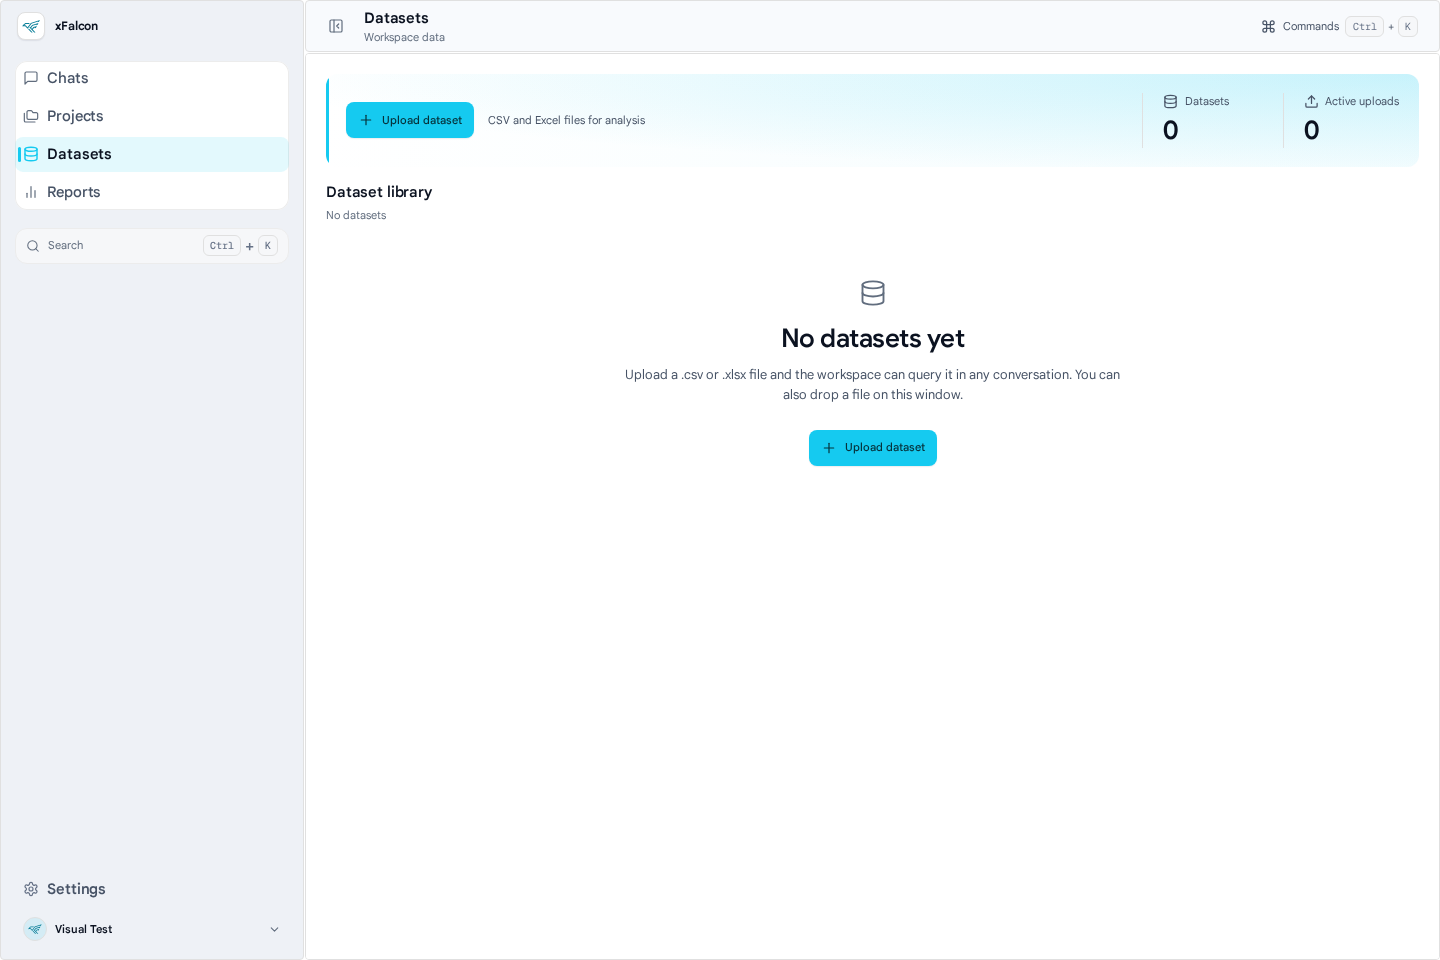 xFalcon
Chats
Projects
Datasets
Reports
Search Ctrl + K
Settings
Visual Test
Datasets
Workspace data
Commands Ctrl + K
Upload dataset
CSV and Excel files for analysis
Datasets
0
Active uploads
0
Dataset library
No datasets
No datasets yet
Upload a .csv or .xlsx file and the workspace can query it in any conversation. You can
also drop a file on this window.
Upload dataset